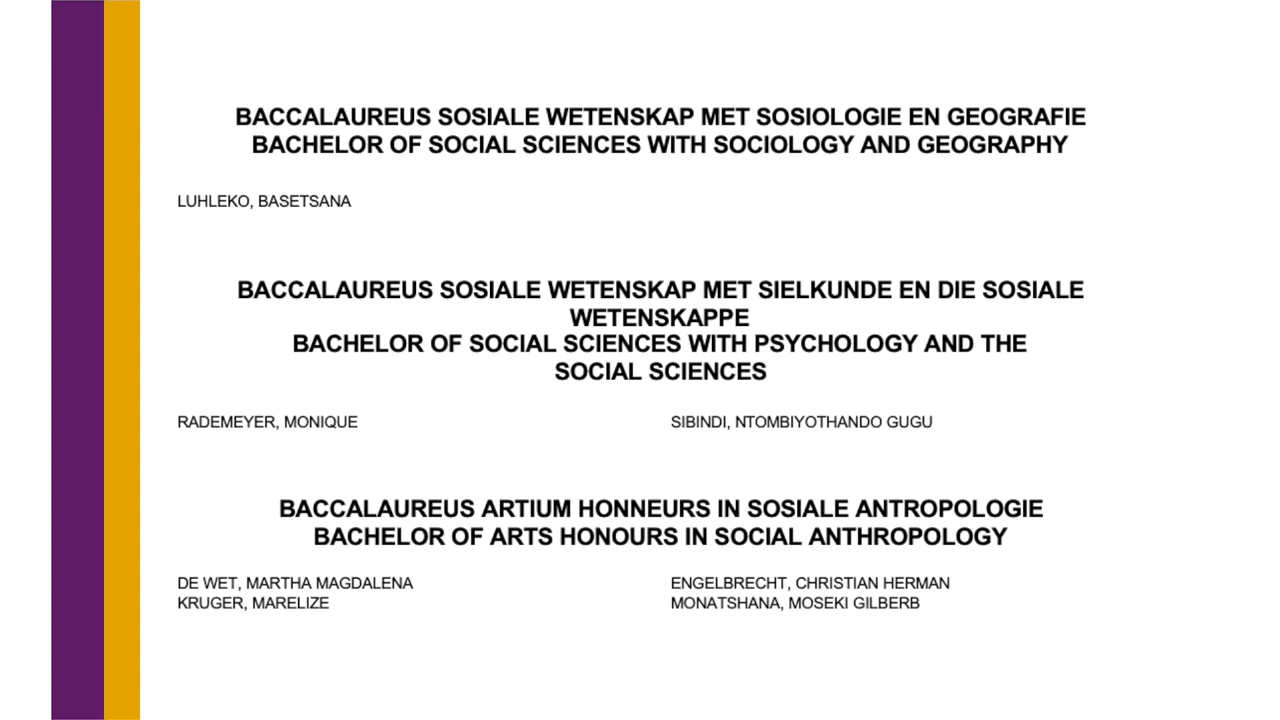 BACCALAUREUS SOSIALE WETENSKAP MET SOSIOLOGIE EN GEOGRAFIE
BACHELOR OF SOCIAL SCIENCES WITH SOCIOLOGY AND GEOGRAPHY
LUHLEKO, BASETSANA
BACCALAUREUS SOSIALE WETENSKAP MET SIELKUNDE EN DIE SOSIALE
WETENSKAPPE
BACHELOR OF SOCIAL SCIENCES WITH PSYCHOLOGY AND THE
SOCIAL SCIENCES
RADEMEYER, MONIQUE
SIBINDI, NTOMBIYOTHANDO GUGU
BACCALAUREUS ARTIUM HONNEURS IN SOSIALE ANTROPOLOGIE
BACHELOR OF ARTS HONOURS IN SOCIAL ANTHROPOLOGY
DE WET, MARTHA MAGDALENA
KRUGER, MARELIZE
ENGELBRECHT, CHRISTIAN HERMAN
MONATSHANA, MOSEKI GILBERB